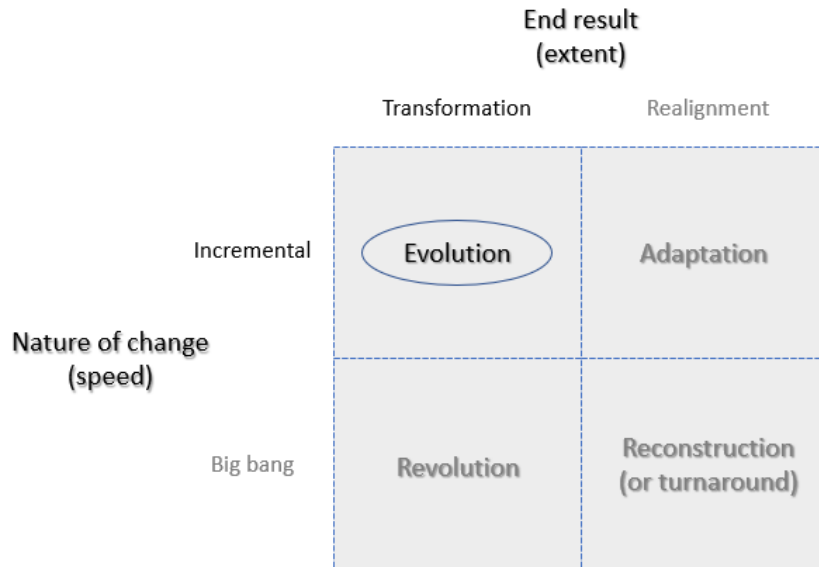 End result
(extent)
Transformation
Realignment
Incremental
Evolution
Adaptation
Nature of change
(speed)
Big bang
Revolution
Reconstruction
(or turnaround)